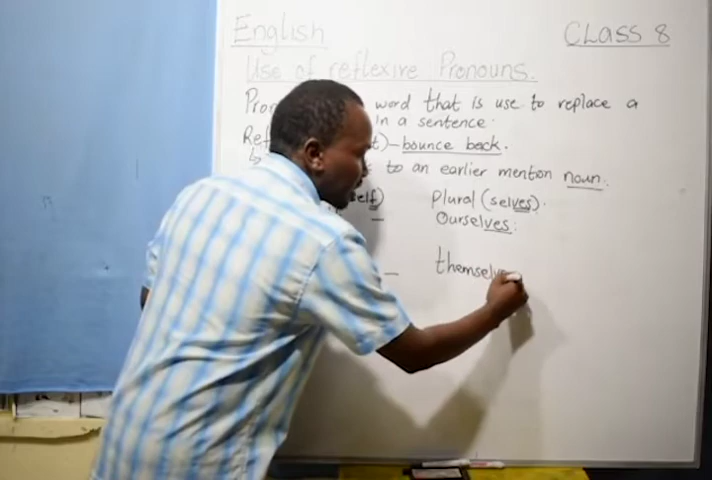 English CLASS 8
Use of reflexive Pronouns.
word that is use to replace a
in a sentence.
bounce back.
to an earlier mention noun.
Plural (selves).
Ourselves.